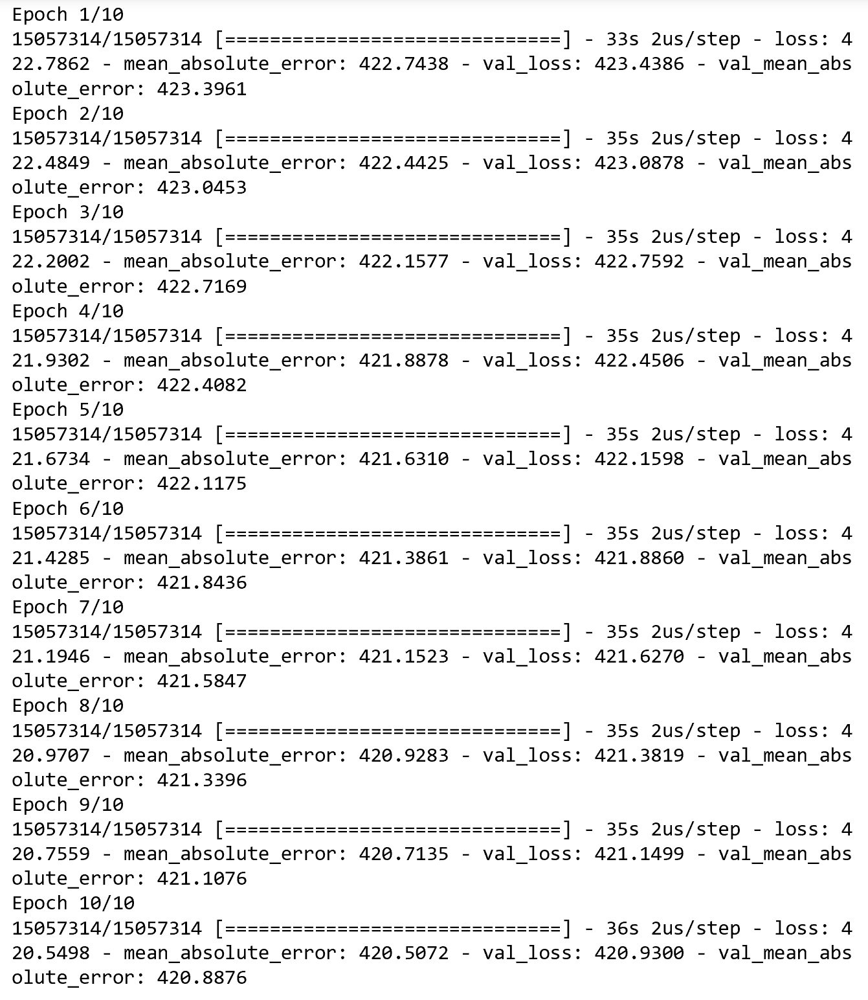 Epoch 1/10
15057314/15057314 [==============================] - 33s 2us/step - loss: 4
22.7862 - mean_absolute_error: 422.7438 - val_loss: 423.4386 - val_mean_abs
olute_error: 423.3961
Epoch 2/10
15057314/15057314 [==============================] - 35s 2us/step - loss: 4
22.4849 - mean_absolute_error: 422.4425 - val_loss: 423.0878 - val_mean_abs
olute_error: 423.0453
Epoch 3/10
15057314/15057314 [==============================] - 35s 2us/step - loss: 4
22.2002 - mean_absolute_error: 422.1577 - val_loss: 422.7592 - val_mean_abs
olute_error: 422.7169
Epoch 4/10
15057314/15057314 [==============================] - 35s 2us/step - loss: 4
21.9302 - mean_absolute_error: 421.8878 - val_loss: 422.4506 - val_mean_abs
olute_error: 422.4082
Epoch 5/10
15057314/15057314 [==============================] - 35s 2us/step - loss: 4
21.6734 - mean_absolute_error: 421.6310 - val_loss: 422.1598 - val_mean_abs
olute_error: 422.1175
Epoch 6/10
15057314/15057314 [==============================] - 35s 2us/step - loss: 4
21.4285 - mean_absolute_error: 421.3861 - val_loss: 421.8860 - val_mean_abs
olute_error: 421.8436
Epoch 7/10
15057314/15057314 [==============================] - 35s 2us/step - loss: 4
21.1946 - mean_absolute_error: 421.1523 - val_loss: 421.6270 - val_mean_abs
olute_error: 421.5847
Epoch 8/10
15057314/15057314 [==============================] - 35s 2us/step - loss: 4
20.9707 - mean_absolute_error: 420.9283 - val_loss: 421.3819 - val_mean_abs
olute_error: 421.3396
Epoch 9/10
15057314/15057314 [==============================] - 35s 2us/step - loss: 4
20.7559 - mean_absolute_error: 420.7135 - val_loss: 421.1499 - val_mean_abs
olute_error: 421.1076
Epoch 10/10
15057314/15057314 [==============================] - 36s 2us/step - loss: 4
20.5498 - mean_absolute_error: 420.5072 - val_loss: 420.9300 - val_mean_abs
olute_error: 420.8876